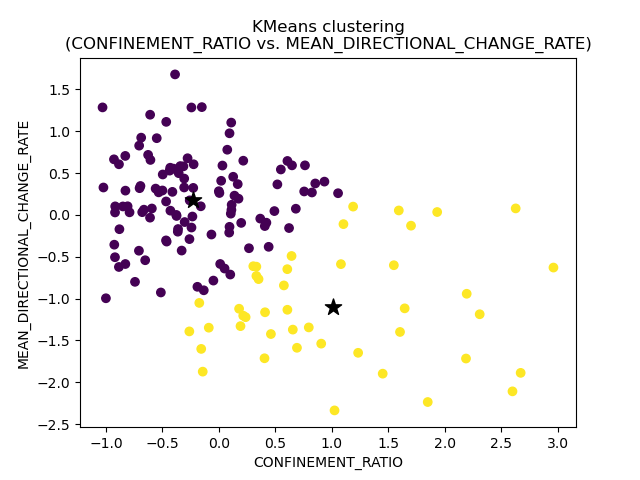 KMeans clustering
(CONFINEMENT_RATIO vs. MEAN_DIRECTIONAL_CHANGE_RATE)
MEAN_DIRECTIONAL_CHANGE_RATE
1.5
1.0
0.5
0.0
−0.5
−1.0
−1.5
−2.0
−2.5
−1.0 −0.5 0.0 0.5 1.0 1.5 2.0 2.5 3.0
CONFINEMENT_RATIO